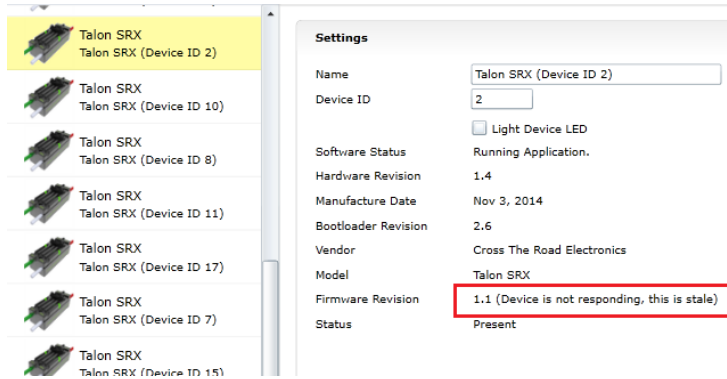 Talon SRX
Talon SRX (Device ID 2)
Talon SRX
Talon SRX (Device ID 10)
Talon SRX
Talon SRX (Device ID 8)
Talon SRX
Talon SRX (Device ID 11)
Talon SRX
Talon SRX (Device ID 17)
Talon SRX
Talon SRX (Device ID 7)
Talon SRX
Talon SRX (Device ID 15)
Settings
Name Talon SRX (Device ID 2)
Device ID 2
Light Device LED
Software Status Running Application.
Hardware Revision 1.4
Manufacture Date Nov 3, 2014
Bootloader Revision 2.6
Vendor Cross The Road Electronics
Model Talon SRX
Firmware Revision 1.1 (Device is not responding, this is stale)
Status Present